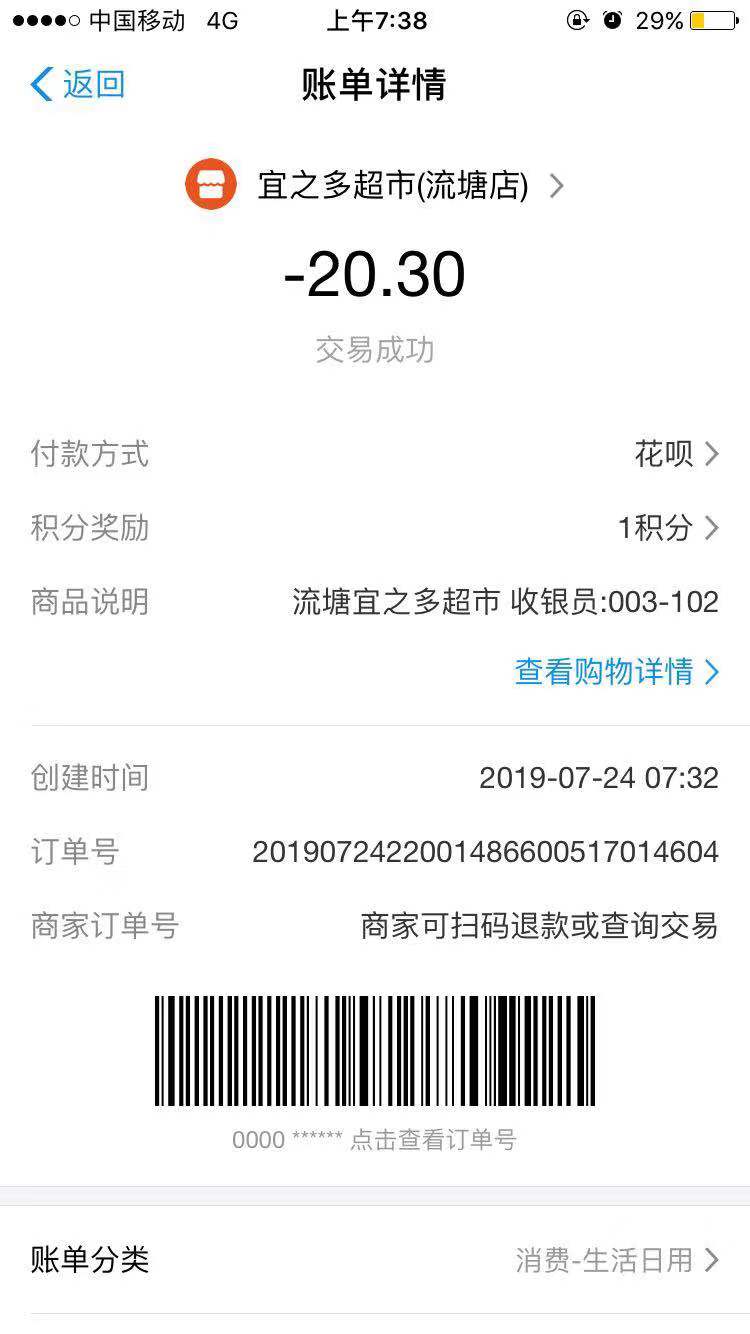 中国移动 4G 上午7:38 29%
返回 账单详情
宜之多超市(流塘店)
-20.30
交易成功
付款方式 花呗
积分奖励 1积分
商品说明 流塘宜之多超市 收银员:003-102
查看购物详情
创建时间 2019-07-24 07:32
订单号 2019072422001486600517014604
商家订单号 商家可扫码退款或查询交易
0000 ****** 点击查看订单号
账单分类 消费-生活日用